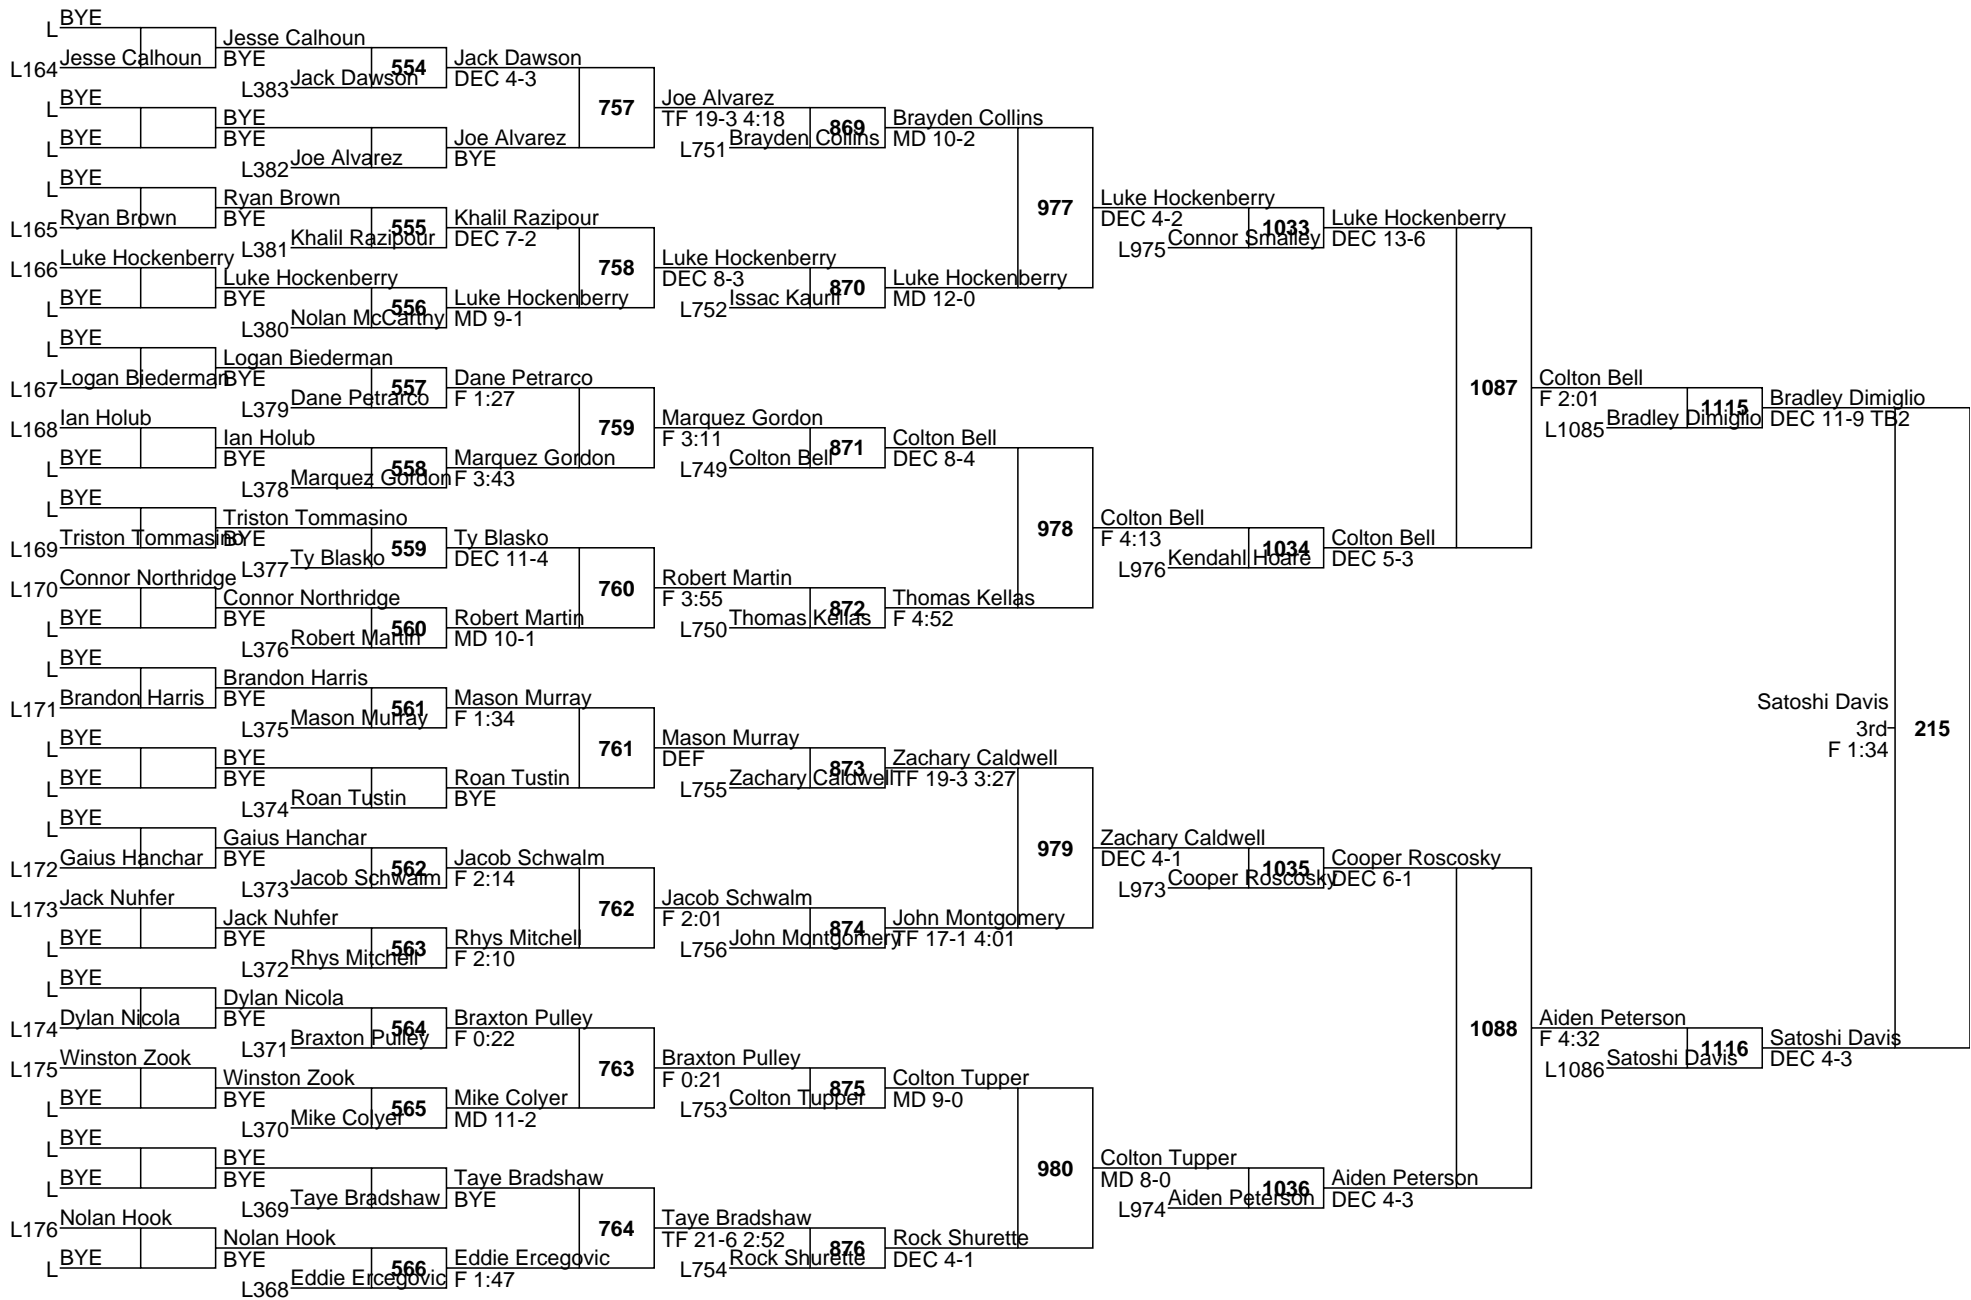 BYE
L
Jesse Calhoun
L164
Jesse Calhoun
BYE
Jack Dawson
L383
554
Jack Dawson
DEC 4-3
BYE
L
BYE
L
BYE
BYE
Joe Alvarez
L382
Joe Alvarez
BYE
757
Joe Alvarez
TF 19-3 4:18
Brayden Collins
L751
869
Brayden Collins
MD 10-2
BYE
L
Ryan Brown
L165
Ryan Brown
BYE
Khalil Razipour
L381
555
Khalil Razipour
DEC 7-2
Luke Hockenberry
L166
BYE
L
Luke Hockenberry
BYE
Nolan McCarthy
L380
556
Luke Hockenberry
MD 9-1
758
Luke Hockenberry
DEC 8-3
Issac Kauril
L752
870
Luke Hockenberry
MD 12-0
977
Luke Hockenberry
DEC 4-2
Connor Smalley
L975
1033
Luke Hockenberry
DEC 13-6
BYE
L
Logan Biederman
L167
Logan Biederman
BYE
Dane Petrarco
L379
557
Dane Petrarco
F 1:27
Ian Holub
L168
BYE
L
Ian Holub
BYE
Marquez Gordon
L378
558
Marquez Gordon
F 3:43
759
Marquez Gordon
F 3:11
Colton Bell
L749
871
Colton Bell
DEC 8-4
BYE
L
Triston Tommasino
L169
Triston Tommasino
BYE
Ty Blasko
L377
559
Ty Blasko
DEC 11-4
Connor Northridge
L170
BYE
L
Connor Northridge
BYE
Robert Martin
L376
560
Robert Martin
MD 10-1
760
Robert Martin
F 3:55
Thomas Kellas
L750
872
Thomas Kellas
F 4:52
978
Colton Bell
F 4:13
Kendahl Hoare
L976
1034
Colton Bell
DEC 5-3
1087
Colton Bell
F 2:01
Bradley Dimiglio
L1085
1115
Bradley Dimiglio
DEC 11-9 TB2
BYE
L
Brandon Harris
L171
Brandon Harris
BYE
Mason Murray
L375
561
Mason Murray
F 1:34
BYE
L
BYE
L
BYE
BYE
Roan Tustin
L374
Roan Tustin
BYE
761
Mason Murray
DEF
Zachary Caldwell
L755
873
Zachary Caldwell
TF 19-3 3:27
BYE
L
Gaius Hanchar
L172
Gaius Hanchar
BYE
Jacob Schwalm
L373
562
Jacob Schwalm
F 2:14
Jack Nuhfer
L173
BYE
L
Jack Nuhfer
BYE
Rhys Mitchell
L372
563
Rhys Mitchell
F 2:10
762
Jacob Schwalm
F 2:01
John Montgomery
L756
874
John Montgomery
TF 17-1 4:01
979
Zachary Caldwell
DEC 4-1
Cooper Roscosky
L973
1035
Cooper Roscosky
DEC 6-1
BYE
L
Dylan Nicola
L174
Dylan Nicola
BYE
Braxton Pulley
L371
564
Braxton Pulley
F 0:22
Winston Zook
L175
BYE
L
Winston Zook
BYE
Mike Colyer
L370
565
Mike Colyer
MD 11-2
763
Braxton Pulley
F 0:21
Colton Tupper
L753
875
Colton Tupper
MD 9-0
BYE
L
BYE
L
BYE
BYE
Taye Bradshaw
L369
Taye Bradshaw
BYE
Nolan Hook
L176
BYE
L
Nolan Hook
BYE
Eddie Ercegovic
L368
566
Eddie Ercegovic
F 1:47
764
Taye Bradshaw
TF 21-6 2:52
Rock Shurette
L754
876
Rock Shurette
DEC 4-1
980
Colton Tupper
MD 8-0
Aiden Peterson
L974
1036
Aiden Peterson
DEC 4-3
1088
Aiden Peterson
F 4:32
Satoshi Davis
L1086
1116
Satoshi Davis
DEC 4-3
Satoshi Davis
3rd
F 1:34
215